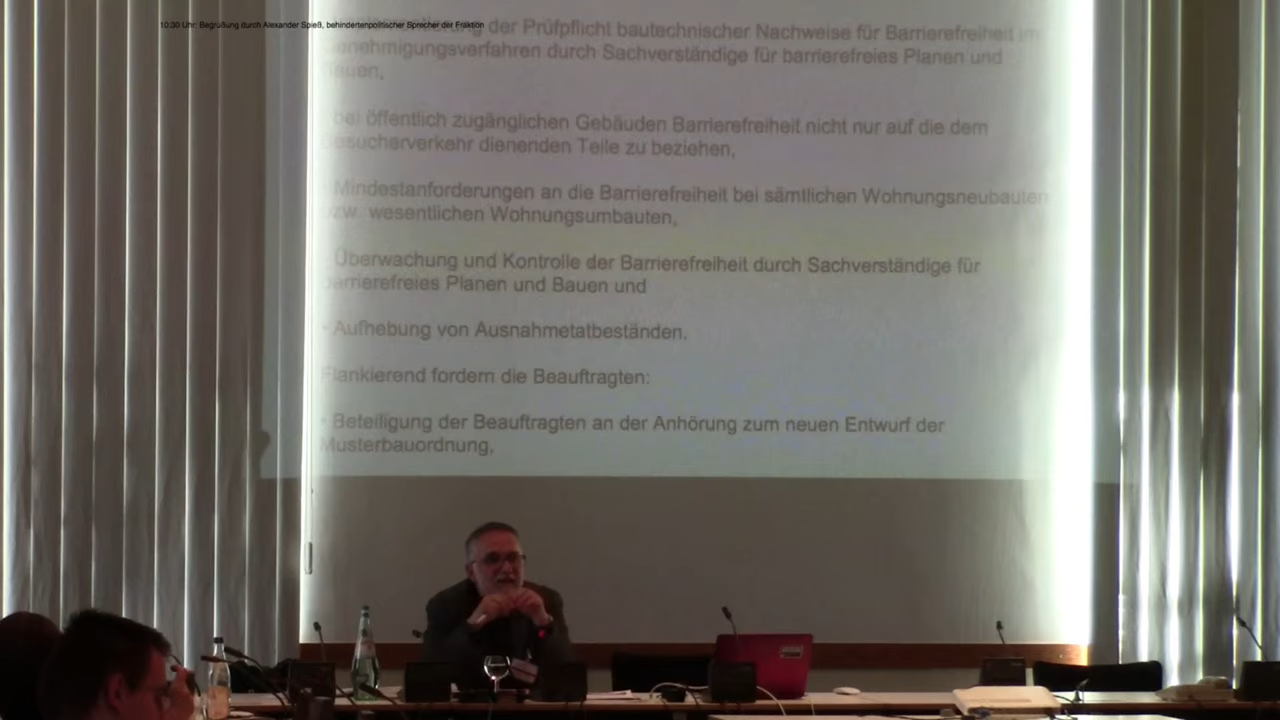 10:30 Uhr: Begrüßung durch Alexander Spieß, behindertenpolitischer Sprecher der Fraktion
der Prüfpflicht bautechnischer Nachweise für Barrierefreiheit im
Genehmigungsverfahren durch Sachverständige für barrierefreies Planen und
Bauen,
bei öffentlich zugänglichen Gebäuden Barrierefreiheit nicht nur auf die dem
Besucherverkehr dienenden Teile zu beziehen,
- Mindestanforderungen an die Barrierefreiheit bei sämtlichen Wohnungsneubauten
bzw. wesentlichen Wohnungsumbauten,
- Überwachung und Kontrolle der Barrierefreiheit durch Sachverständige für
barrierefreies Planen und Bauen und
- Aufhebung von Ausnahmetatbeständen.
Flankierend fordern die Beauftragten:
- Beteiligung der Beauftragten an der Anhörung zum neuen Entwurf der
Musterbauordnung,